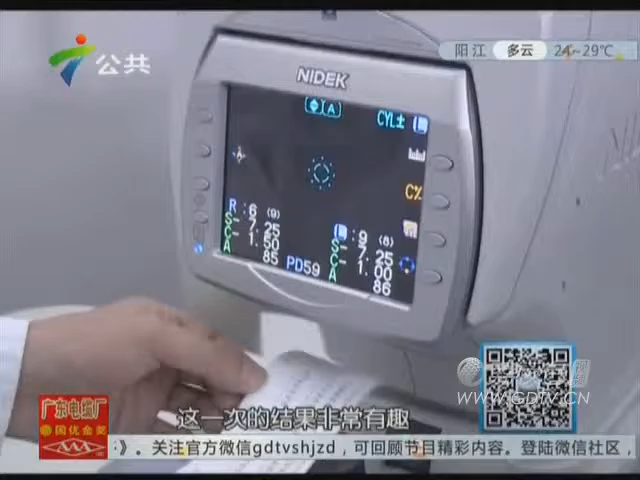 公共
阳江 多云 24~29℃
NIDEK
A
CYL±
C%
R : 6 (9)
S- 7.25
C- 1.50
A 85
PD59
L : 9 (8)
S- 7.25
C- 1.00
A 86
WWW.GDTV.CN
这一次的结果非常有趣
广东电缆厂
国优金奖
AAA
》。关注官方微信gdtvshjzd，可回顾节目精彩内容。登陆微信社区，